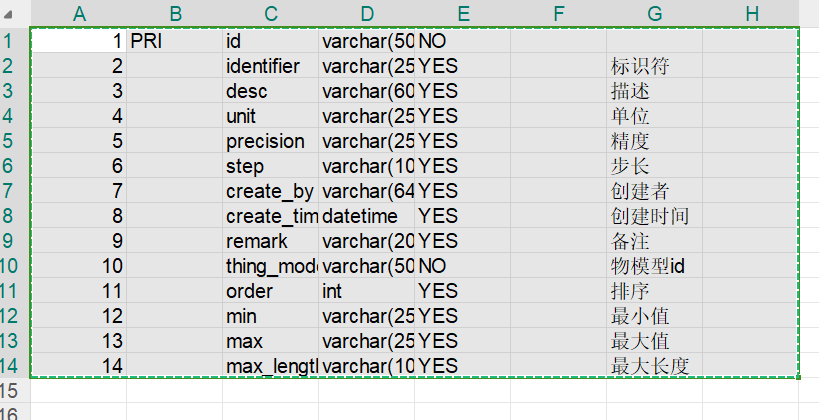 A B C D E F G H
1 1 PRI id varchar(50 NO
2 2 identifier varchar(25 YES 标识符
3 3 desc varchar(60 YES 描述
4 4 unit varchar(25 YES 单位
5 5 precision varchar(25 YES 精度
6 6 step varchar(10 YES 步长
7 7 create_by varchar(64 YES 创建者
8 8 create_tim datetime YES 创建时间
9 9 remark varchar(20 YES 备注
10 10 thing_mod varchar(50 NO 物模型id
11 11 order int YES 排序
12 12 min varchar(25 YES 最小值
13 13 max varchar(25 YES 最大值
14 14 max_length varchar(10 YES 最大长度
15
16